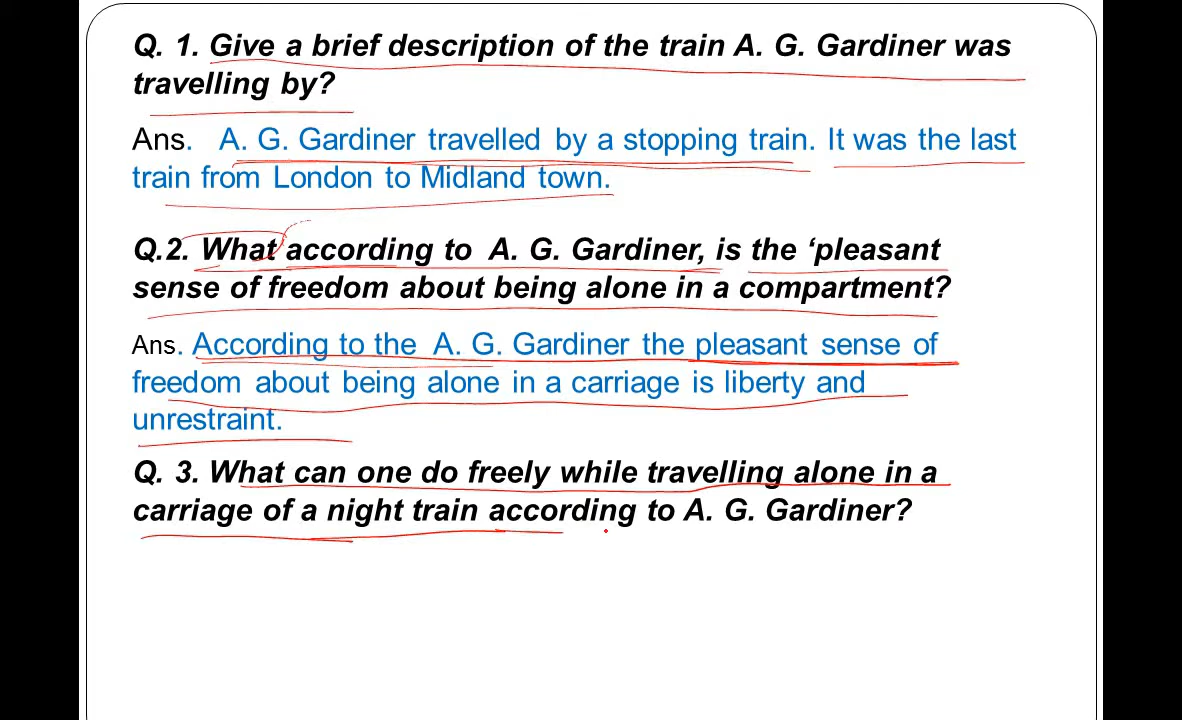 Q. 1. Give a brief description of the train A. G. Gardiner was
travelling by?
Ans. A. G. Gardiner travelled by a stopping train. It was the last
train from London to Midland town.
Q.2. What according to A. G. Gardiner, is the ‘pleasant
sense of freedom about being alone in a compartment?
Ans. According to the A. G. Gardiner the pleasant sense of
freedom about being alone in a carriage is liberty and
unrestraint.
Q. 3. What can one do freely while travelling alone in a
carriage of a night train according to A. G. Gardiner?